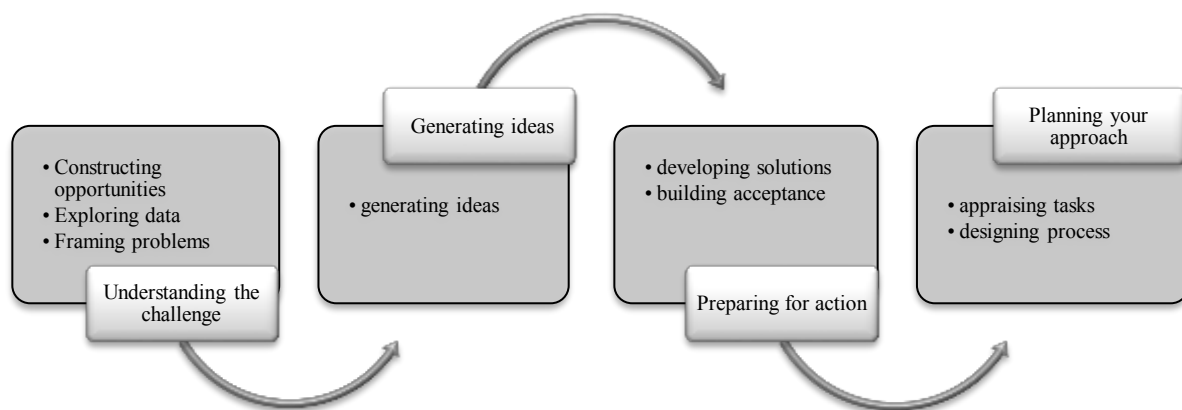 • Constructing
opportunities
• Exploring data
• Framing problems
Understanding the
challenge
Generating ideas
• generating ideas
• developing solutions
• building acceptance
Preparing for action
Planning your
approach
• appraising tasks
• designing process